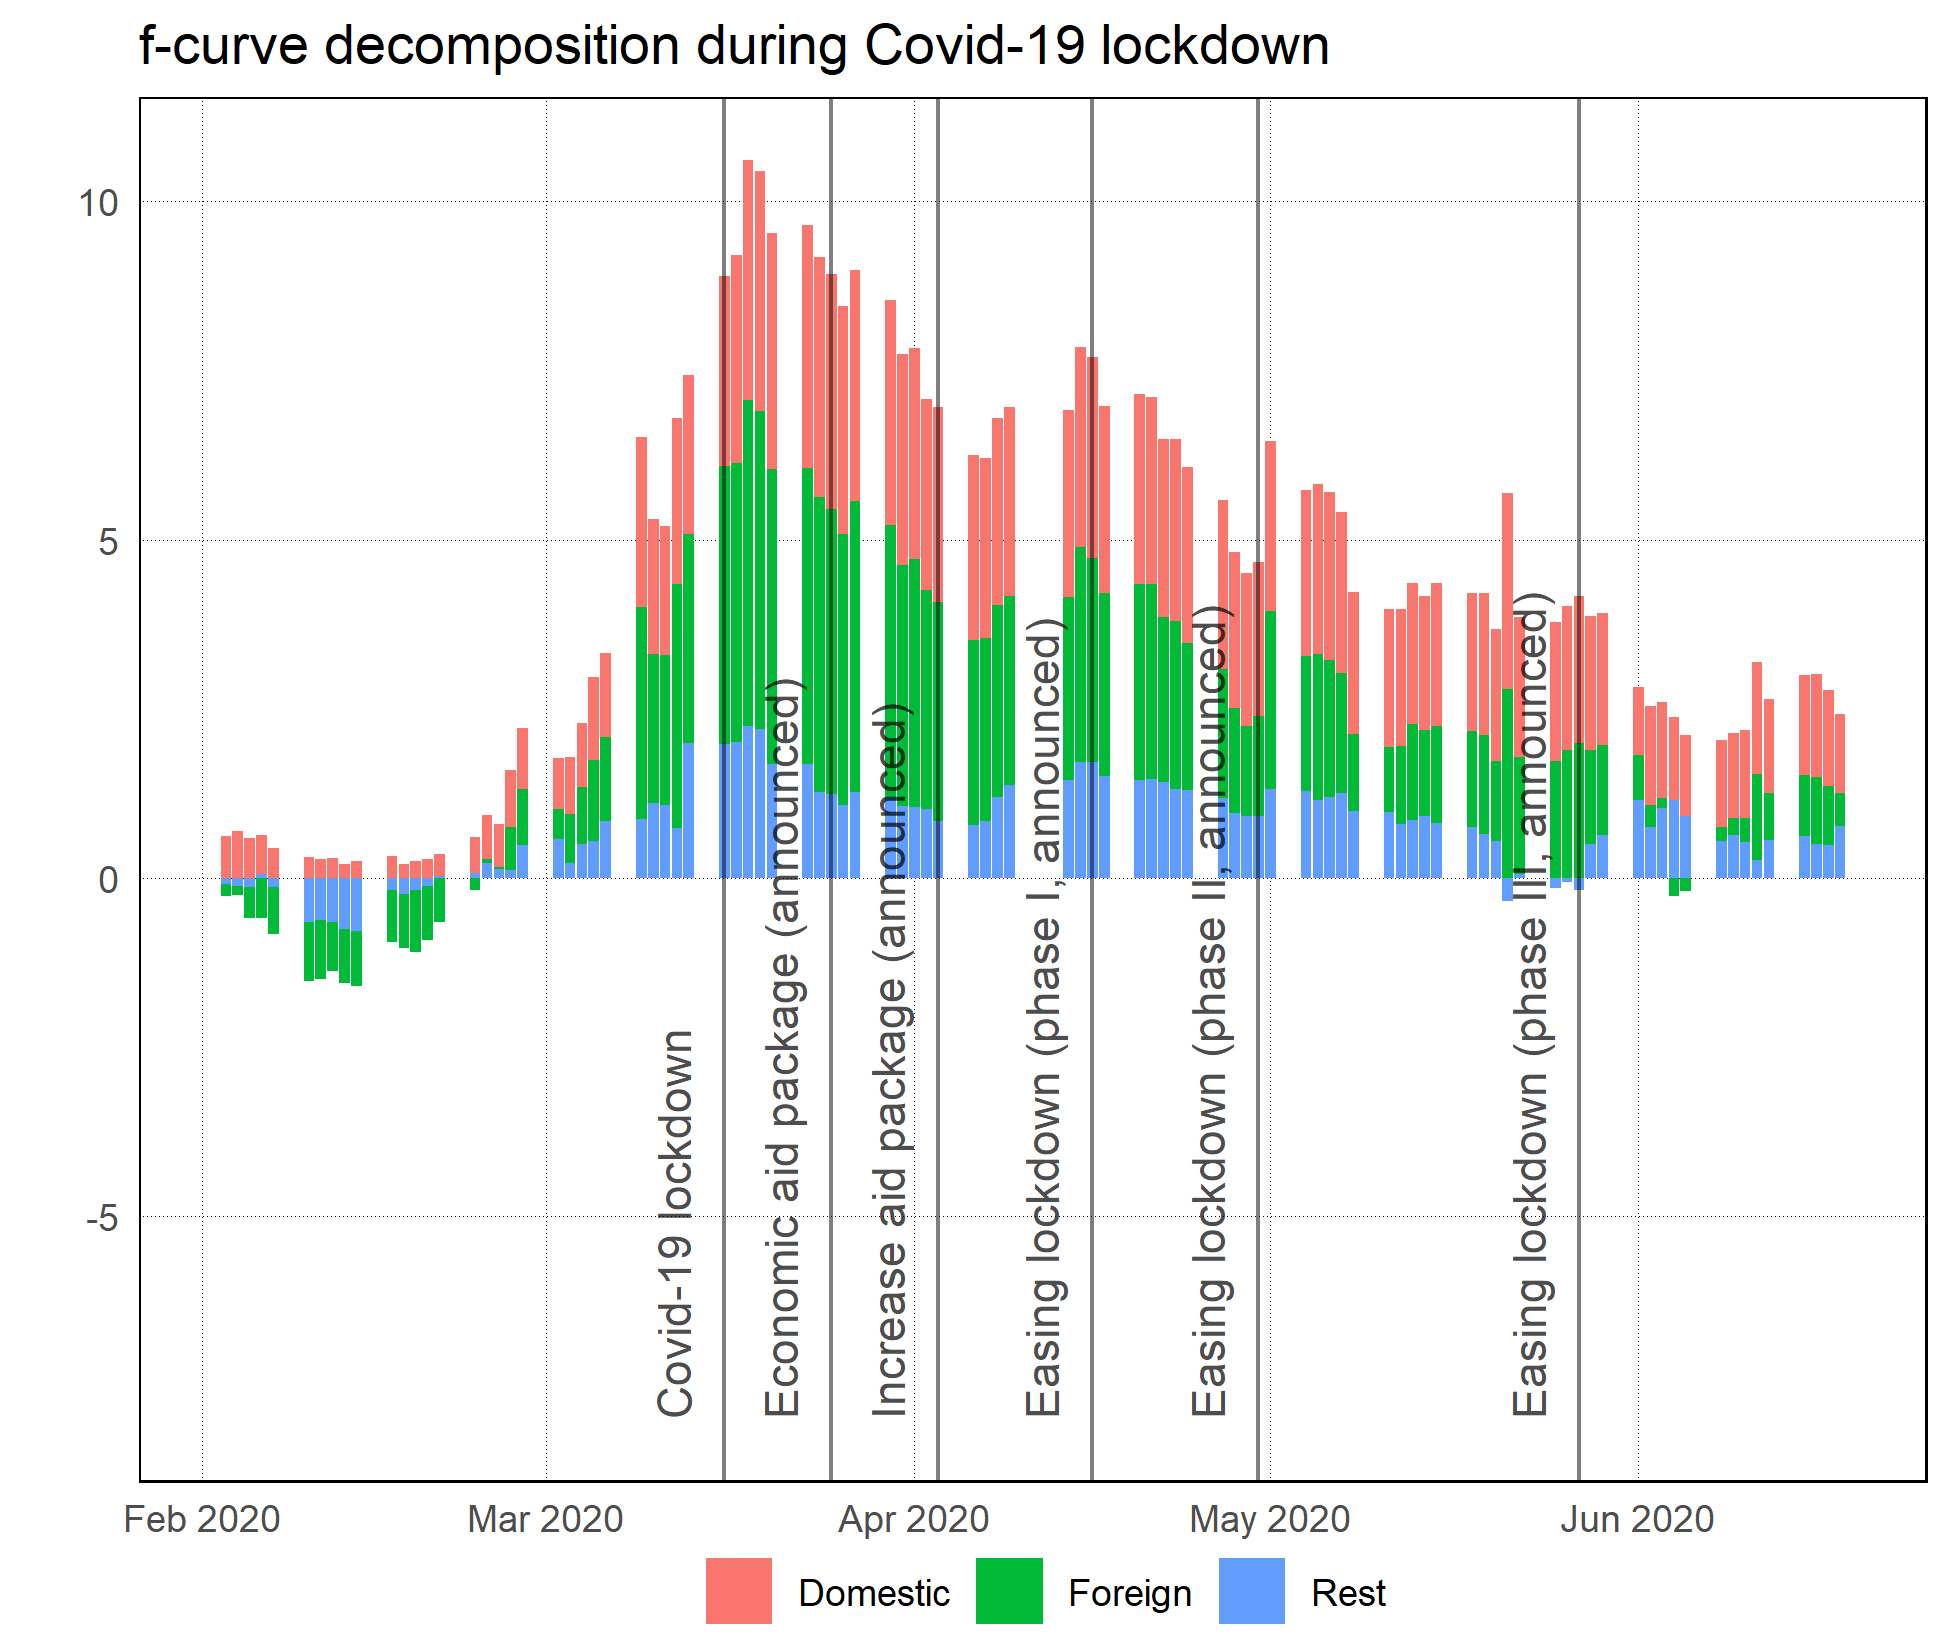 f-curve decomposition during Covid-19 lockdown
10
5
0
-5
Covid-19 lockdown
Economic aid package (announced)
Increase aid package (announced)
Easing lockdown (phase I, announced)
Easing lockdown (phase II, announced)
Easing lockdown (phase III, announced)
Feb 2020 Mar 2020 Apr 2020 May 2020 Jun 2020
Domestic Foreign Rest